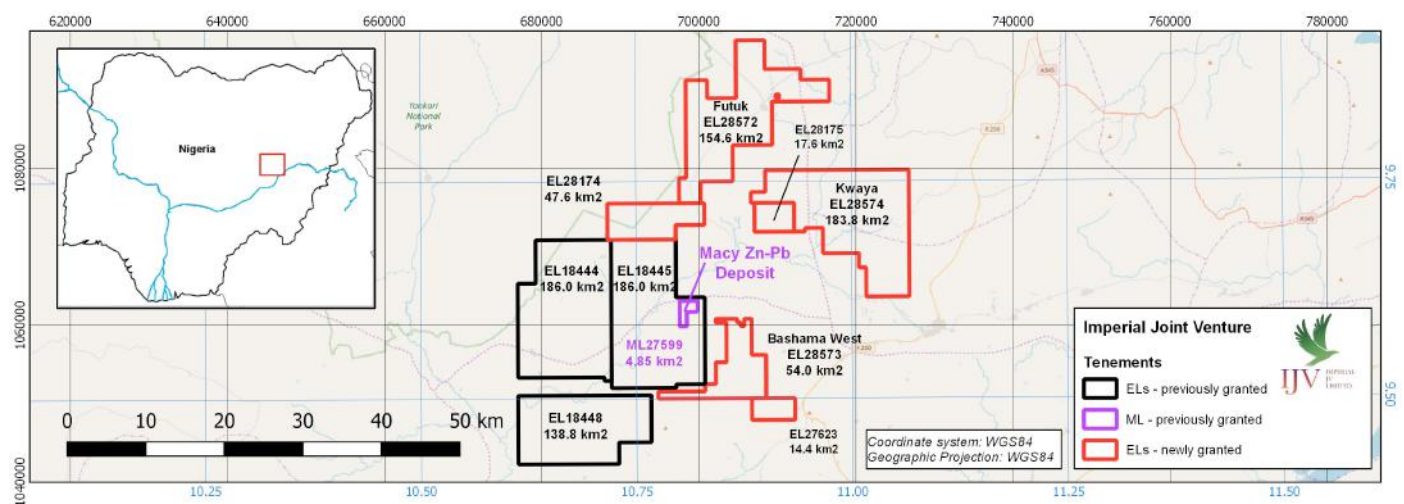 620000
640000
660000
680000
700000
720000
740000
760000
780000
Nigeria
Yankari
National
Park
Futuk
EL28572
154.6 km2
EL28175
17.6 km2
1080000
9.75
EL28174
47.6 km2
Kwaya
EL28574
183.8 km2
Macy Zn-Pb
Deposit
EL18444
186.0 km2
EL18445
186.0 km2
1060000
ML27599
4.85 km2
Bashama West
EL28573
54.0 km2
9.50
EL18448
138.8 km2
EL27623
14.4 km2
0 10 20 30 40 50 km
Coordinate system: WGS84
Geographic Projection: WGS84
Imperial Joint Venture
Tenements
ELs - previously granted
ML - previously granted
ELs - newly granted
IJV
IMPERIAL
JV
LIMITED
1040000
10.25
10.50
10.75
11.00
11.25
11.50